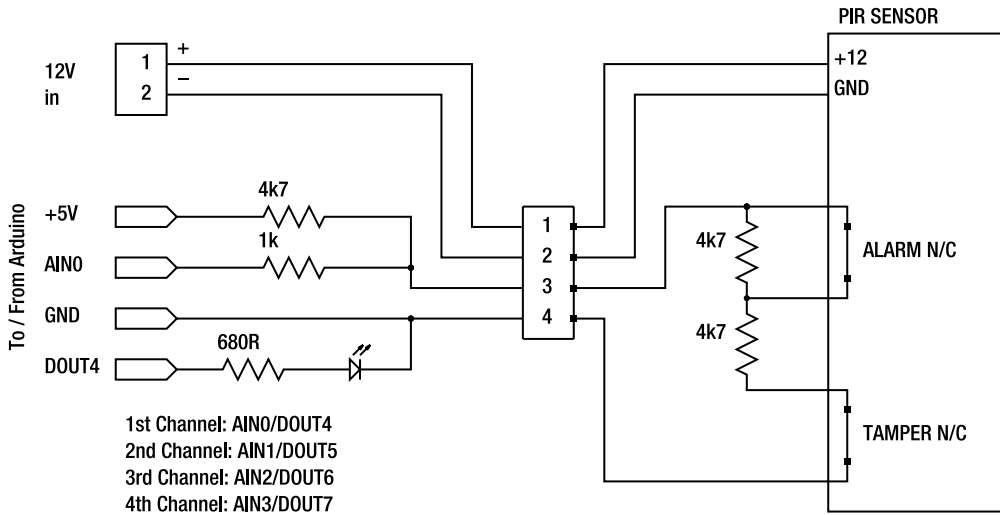 PIR SENSOR
12V
in
1
2
+
−
+12
GND
To / From Arduino
+5V
4k7
AIN0
1k
GND
DOUT4
680R
1
2
3
4
4k7
4k7
ALARM N/C
TAMPER N/C
1st Channel: AIN0/DOUT4
2nd Channel: AIN1/DOUT5
3rd Channel: AIN2/DOUT6
4th Channel: AIN3/DOUT7